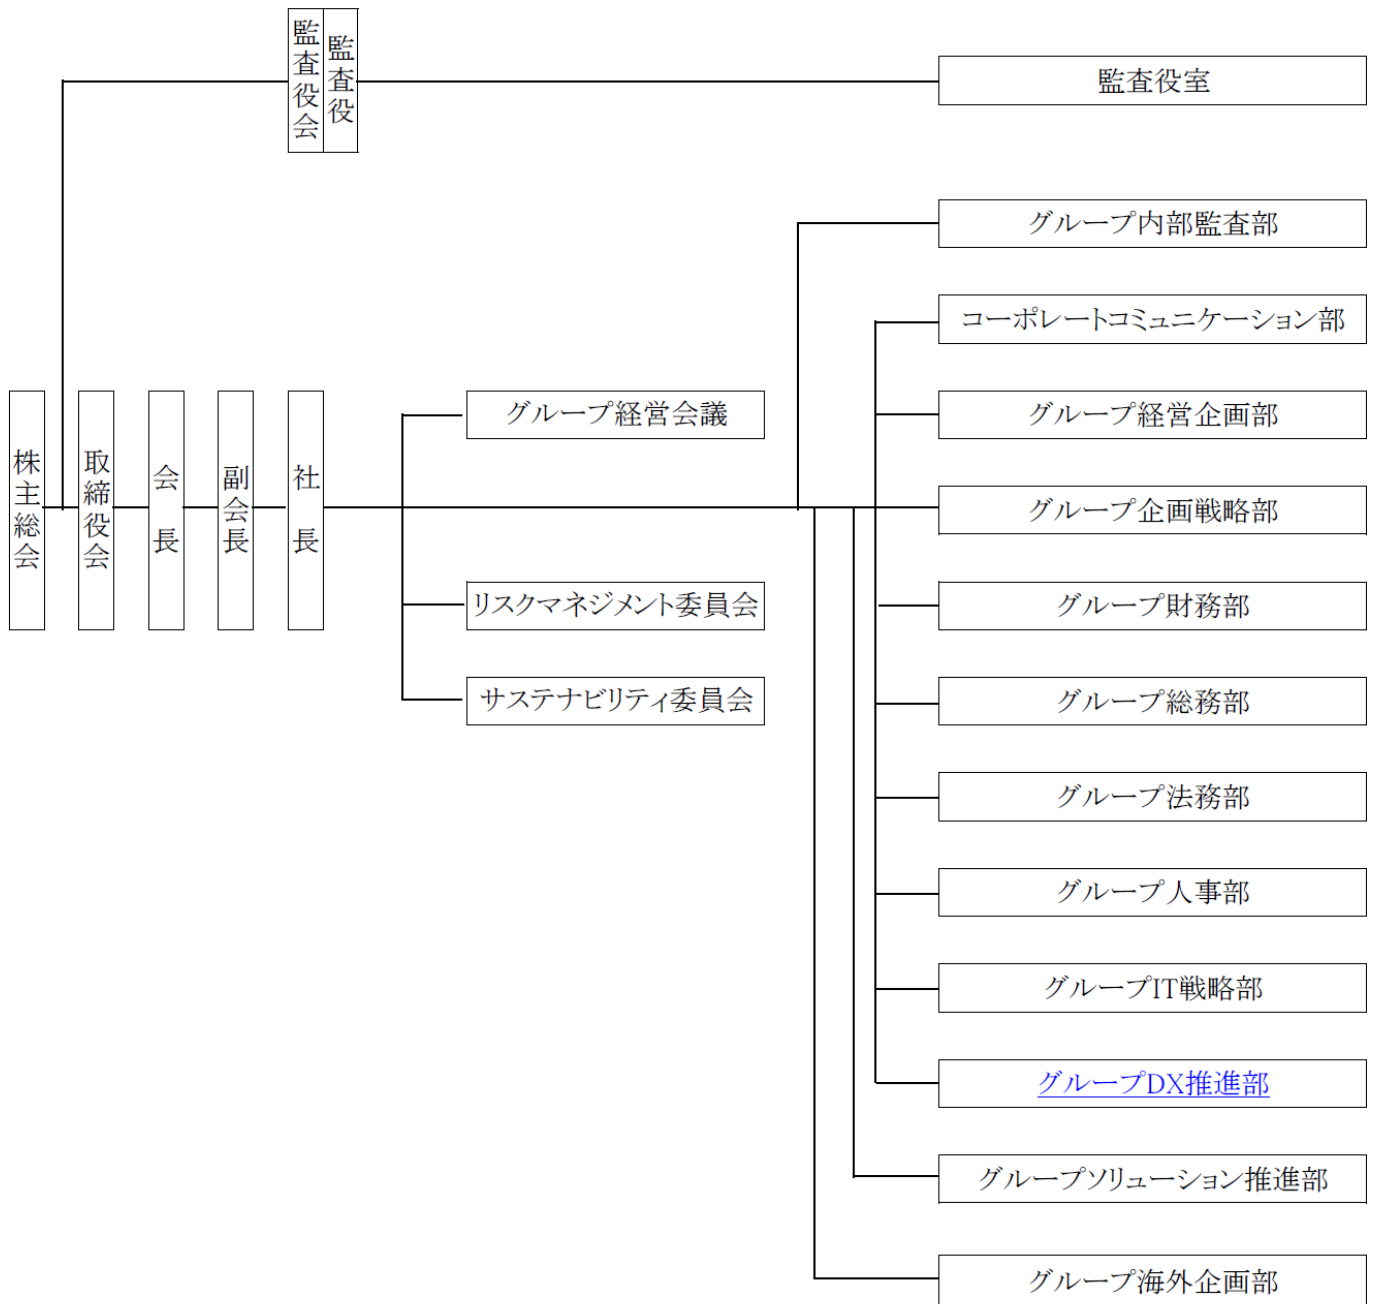 監査役会
監査役
監査役室
グループ内部監査部
コーポレートコミュニケーション部
株主総会
取締役会
会長
副会長
社長
グループ経営会議
グループ経営企画部
グループ企画戦略部
リスクマネジメント委員会
グループ財務部
サステナビリティ委員会
グループ総務部
グループ法務部
グループ人事部
グループIT戦略部
グループDX推進部
グループソリューション推進部
グループ海外企画部